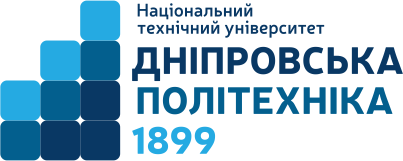 Національний
технічний університет
ДНІПРОВСЬКА
ПОЛІТЕХНІКА
1899